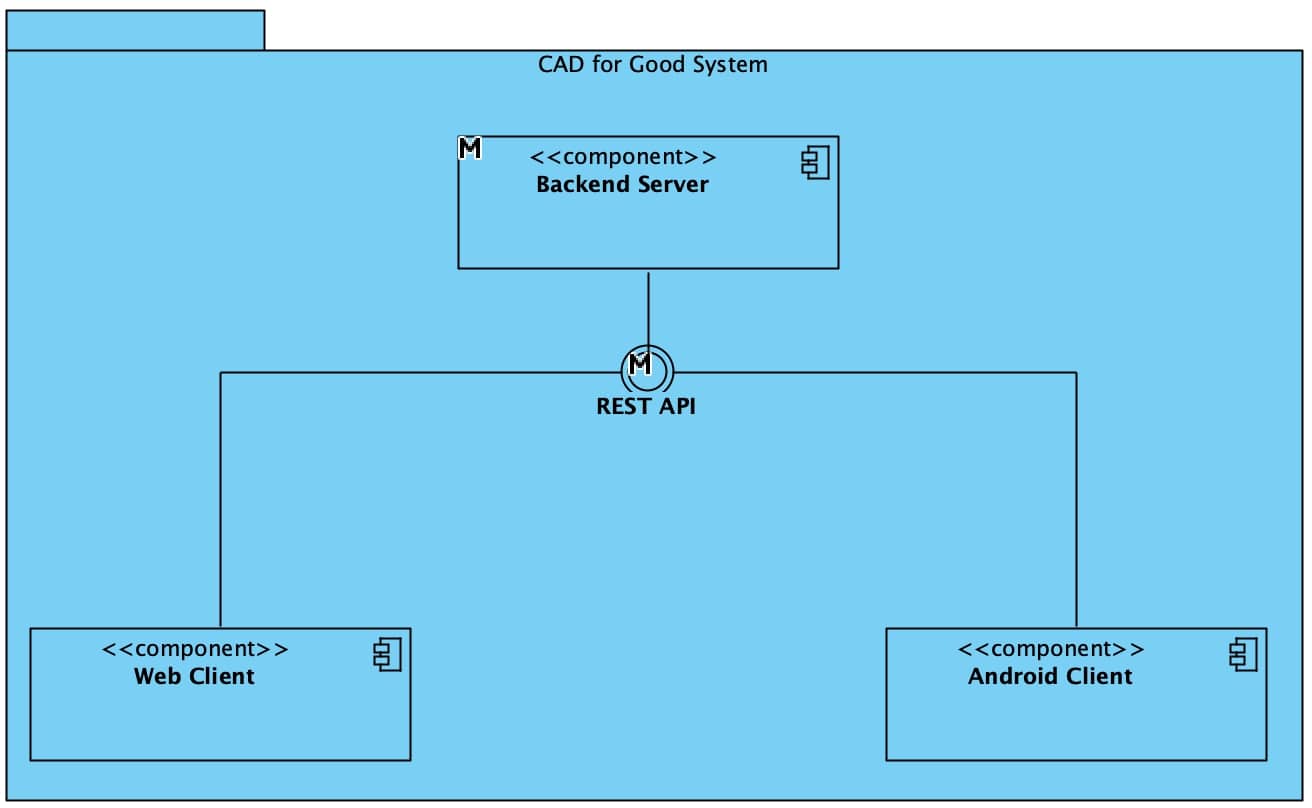 CAD for Good System
M
<<component>>
Backend Server
M
REST API
<<component>>
Web Client
<<component>>
Android Client